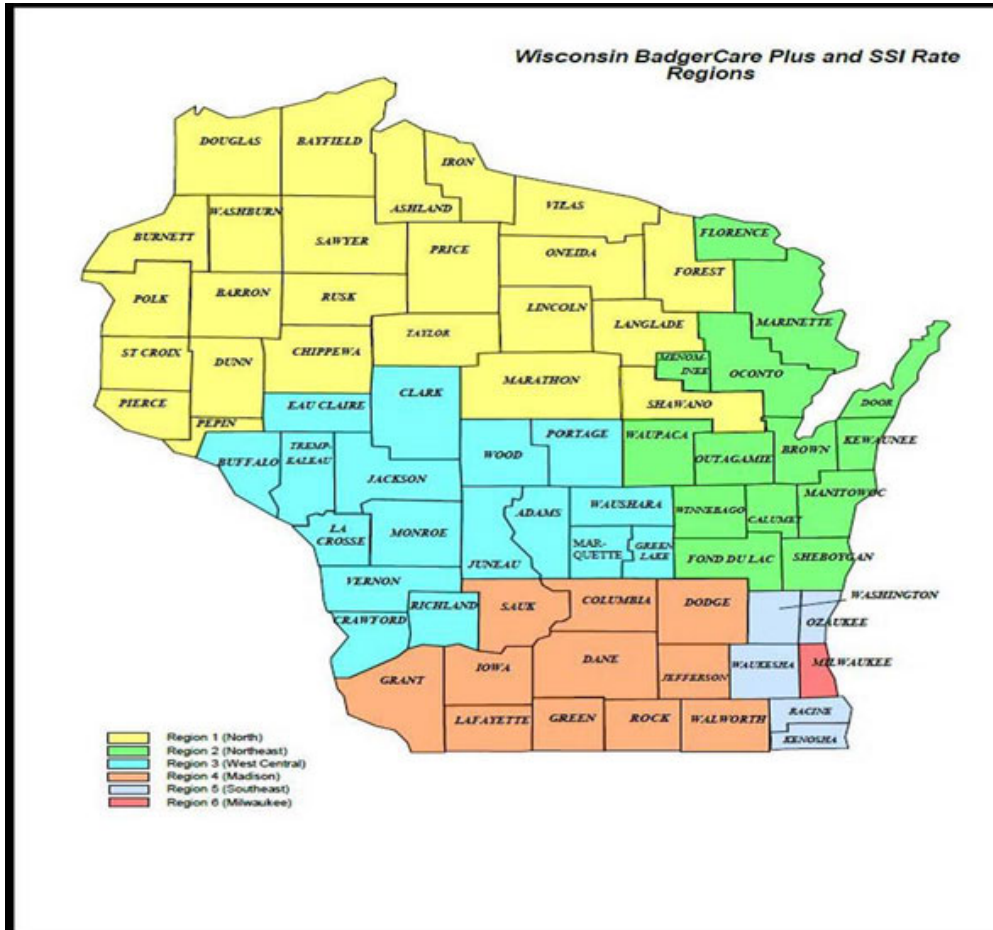 Wisconsin BadgerCare Plus and SSI Rate
Regions
DOUGLAS
BAYFIELD
IRON
ASHLAND
VILAS
WASHBURN
BURNETT
SAWYER
PRICE
ONEIDA
FLORENCE
FOREST
POLK
BARRON
RUSK
LINCOLN
MARINETTE
TAYLOR
LANGLADE
ST CROIX
DUNN
CHIPPEWA
MENOM-
INEE
OCONTO
MARATHON
CLARK
PIERCE
EAU CLAIRE
SHAWANO
DOOR
PEPIN
PORTAGE
WAUPACA
KEWAUNEE
BUFFALO
TREMP-
EALEAU
WOOD
OUTAGAMIE
BROWN
JACKSON
MANITOWOC
WAUSHARA
ADAMS
WINNEBAGO
CALUMET
LA
CROSSE
MONROE
MAR-
QUETTE
GREEN
LAKE
JUNEAU
FOND DU LAC
SHEBOYGAN
VERNON
RICHLAND
SAUK
COLUMBIA
DODGE
WASHINGTON
CRAWFORD
OZAUKEE
IOWA
DANE
WAUKESHA
MILWAUKEE
GRANT
JEFFERSON
LAFAYETTE
GREEN
ROCK
WALWORTH
RACINE
KENOSHA
Region 1 (North)
Region 2 (Northeast)
Region 3 (West Central)
Region 4 (Madison)
Region 5 (Southeast)
Region 6 (Milwaukee)